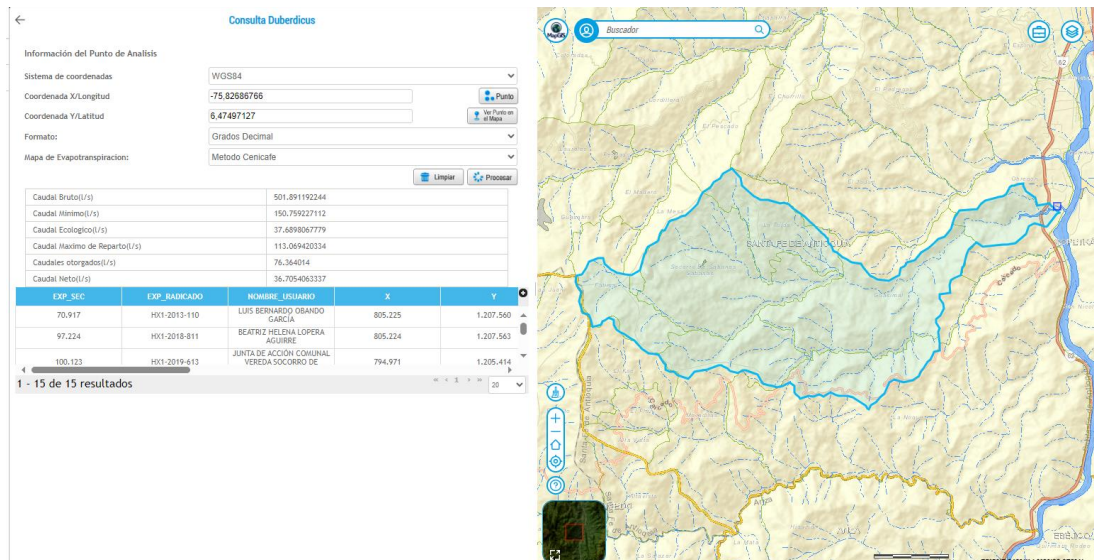 Consulta Duberdicus
Información del Punto de Analisis
Sistema de coordenadas WGS84
Coordenada X/Longitud -75,82686766 Punto
Coordenada Y/Latitud 6,47497127 Ver Punto en el Mapa
Formato: Grados Decimal
Mapa de Evapotranspiracion: Metodo Cenicafe
Limpiar Procesar
Caudal Bruto(l/s) 501.891192244
Caudal Minimo(l/s) 150.759227112
Caudal Ecologico(l/s) 37.6898067779
Caudal Maximo de Reparto(l/s) 113.069420334
Caudales otorgados(l/s) 76.364014
Caudal Neto(l/s) 36.7054063337
EXP_SEC EXP_RADICADO NOMBRE_USUARIO X Y
70.917 HX1-2013-110 LUIS BERNARDO OBANDO GARCÍA 805.225 1.207.560
97.224 HX1-2018-811 BEATRIZ HELENA LOPERA AGUIRRE 805.224 1.207.563
100.123 HX1-2019-613 JUNTA DE ACCIÓN COMUNAL VEREDA SOCORRO DE 794.971 1.205.414
1 - 15 de 15 resultados
« ‹ 1 › » 20
MapGIS
Buscador
62
El Pescado
La Mesa
SANTA FE DE ANTIOQUIA